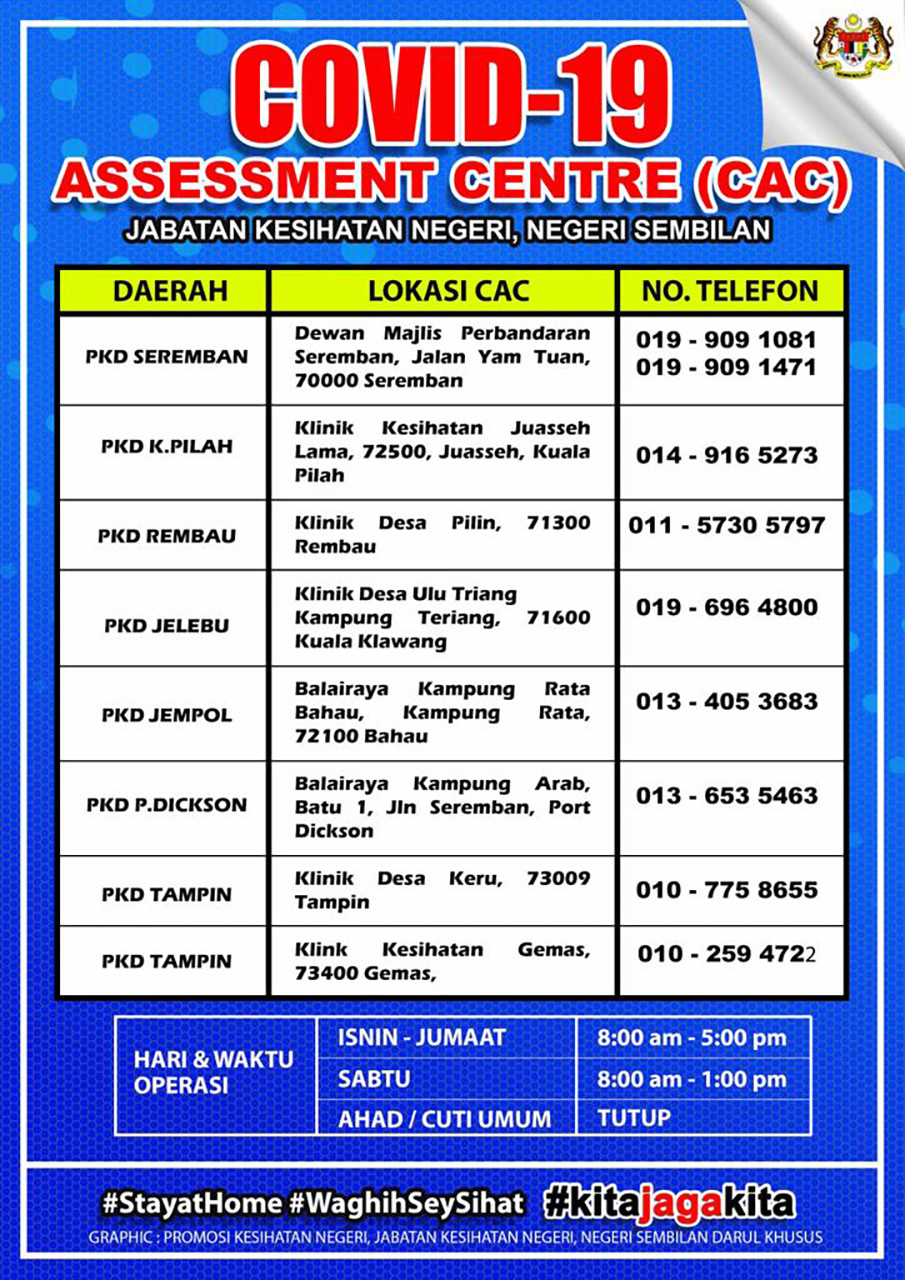 COVID-19
ASSESSMENT CENTRE (CAC)
JABATAN KESIHATAN NEGERI, NEGERI SEMBILAN
DAERAH LOKASI CAC NO. TELEFON
PKD SEREMBAN
Dewan Majlis Perbandaran
Seremban, Jalan Yam Tuan,
70000 Seremban
019 - 909 1081
019 - 909 1471
PKD K.PILAH
Klinik Kesihatan Juasseh
Lama, 72500, Juasseh, Kuala
Pilah
014 - 916 5273
PKD REMBAU
Klinik Desa Pilin, 71300
Rembau
011 - 5730 5797
PKD JELEBU
Klinik Desa Ulu Triang
Kampung Teriang, 71600
Kuala Klawang
019 - 696 4800
PKD JEMPOL
Balairaya Kampung Rata
Bahau, Kampung Rata,
72100 Bahau
013 - 405 3683
PKD P.DICKSON
Balairaya Kampung Arab,
Batu 1, Jln Seremban, Port
Dickson
013 - 653 5463
PKD TAMPIN
Klinik Desa Keru, 73009
Tampin
010 - 775 8655
PKD TAMPIN
Klink Kesihatan Gemas,
73400 Gemas,
010 - 259 4722
HARI & WAKTU
OPERASI
ISNIN - JUMAAT 8:00 am - 5:00 pm
SABTU 8:00 am - 1:00 pm
AHAD / CUTI UMUM TUTUP
#StayatHome #WaghihSeySihat #kitajagakita
GRAPHIC : PROMOSI KESIHATAN NEGERI, JABATAN KESIHATAN NEGERI, NEGERI SEMBILAN DARUL KHUSUS